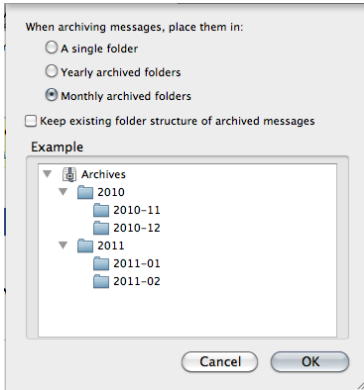 When archiving messages, place them in:
A single folder
Yearly archived folders
Monthly archived folders
Keep existing folder structure of archived messages
Example
Archives
2010
2010-11
2010-12
2011
2011-01
2011-02
Cancel OK